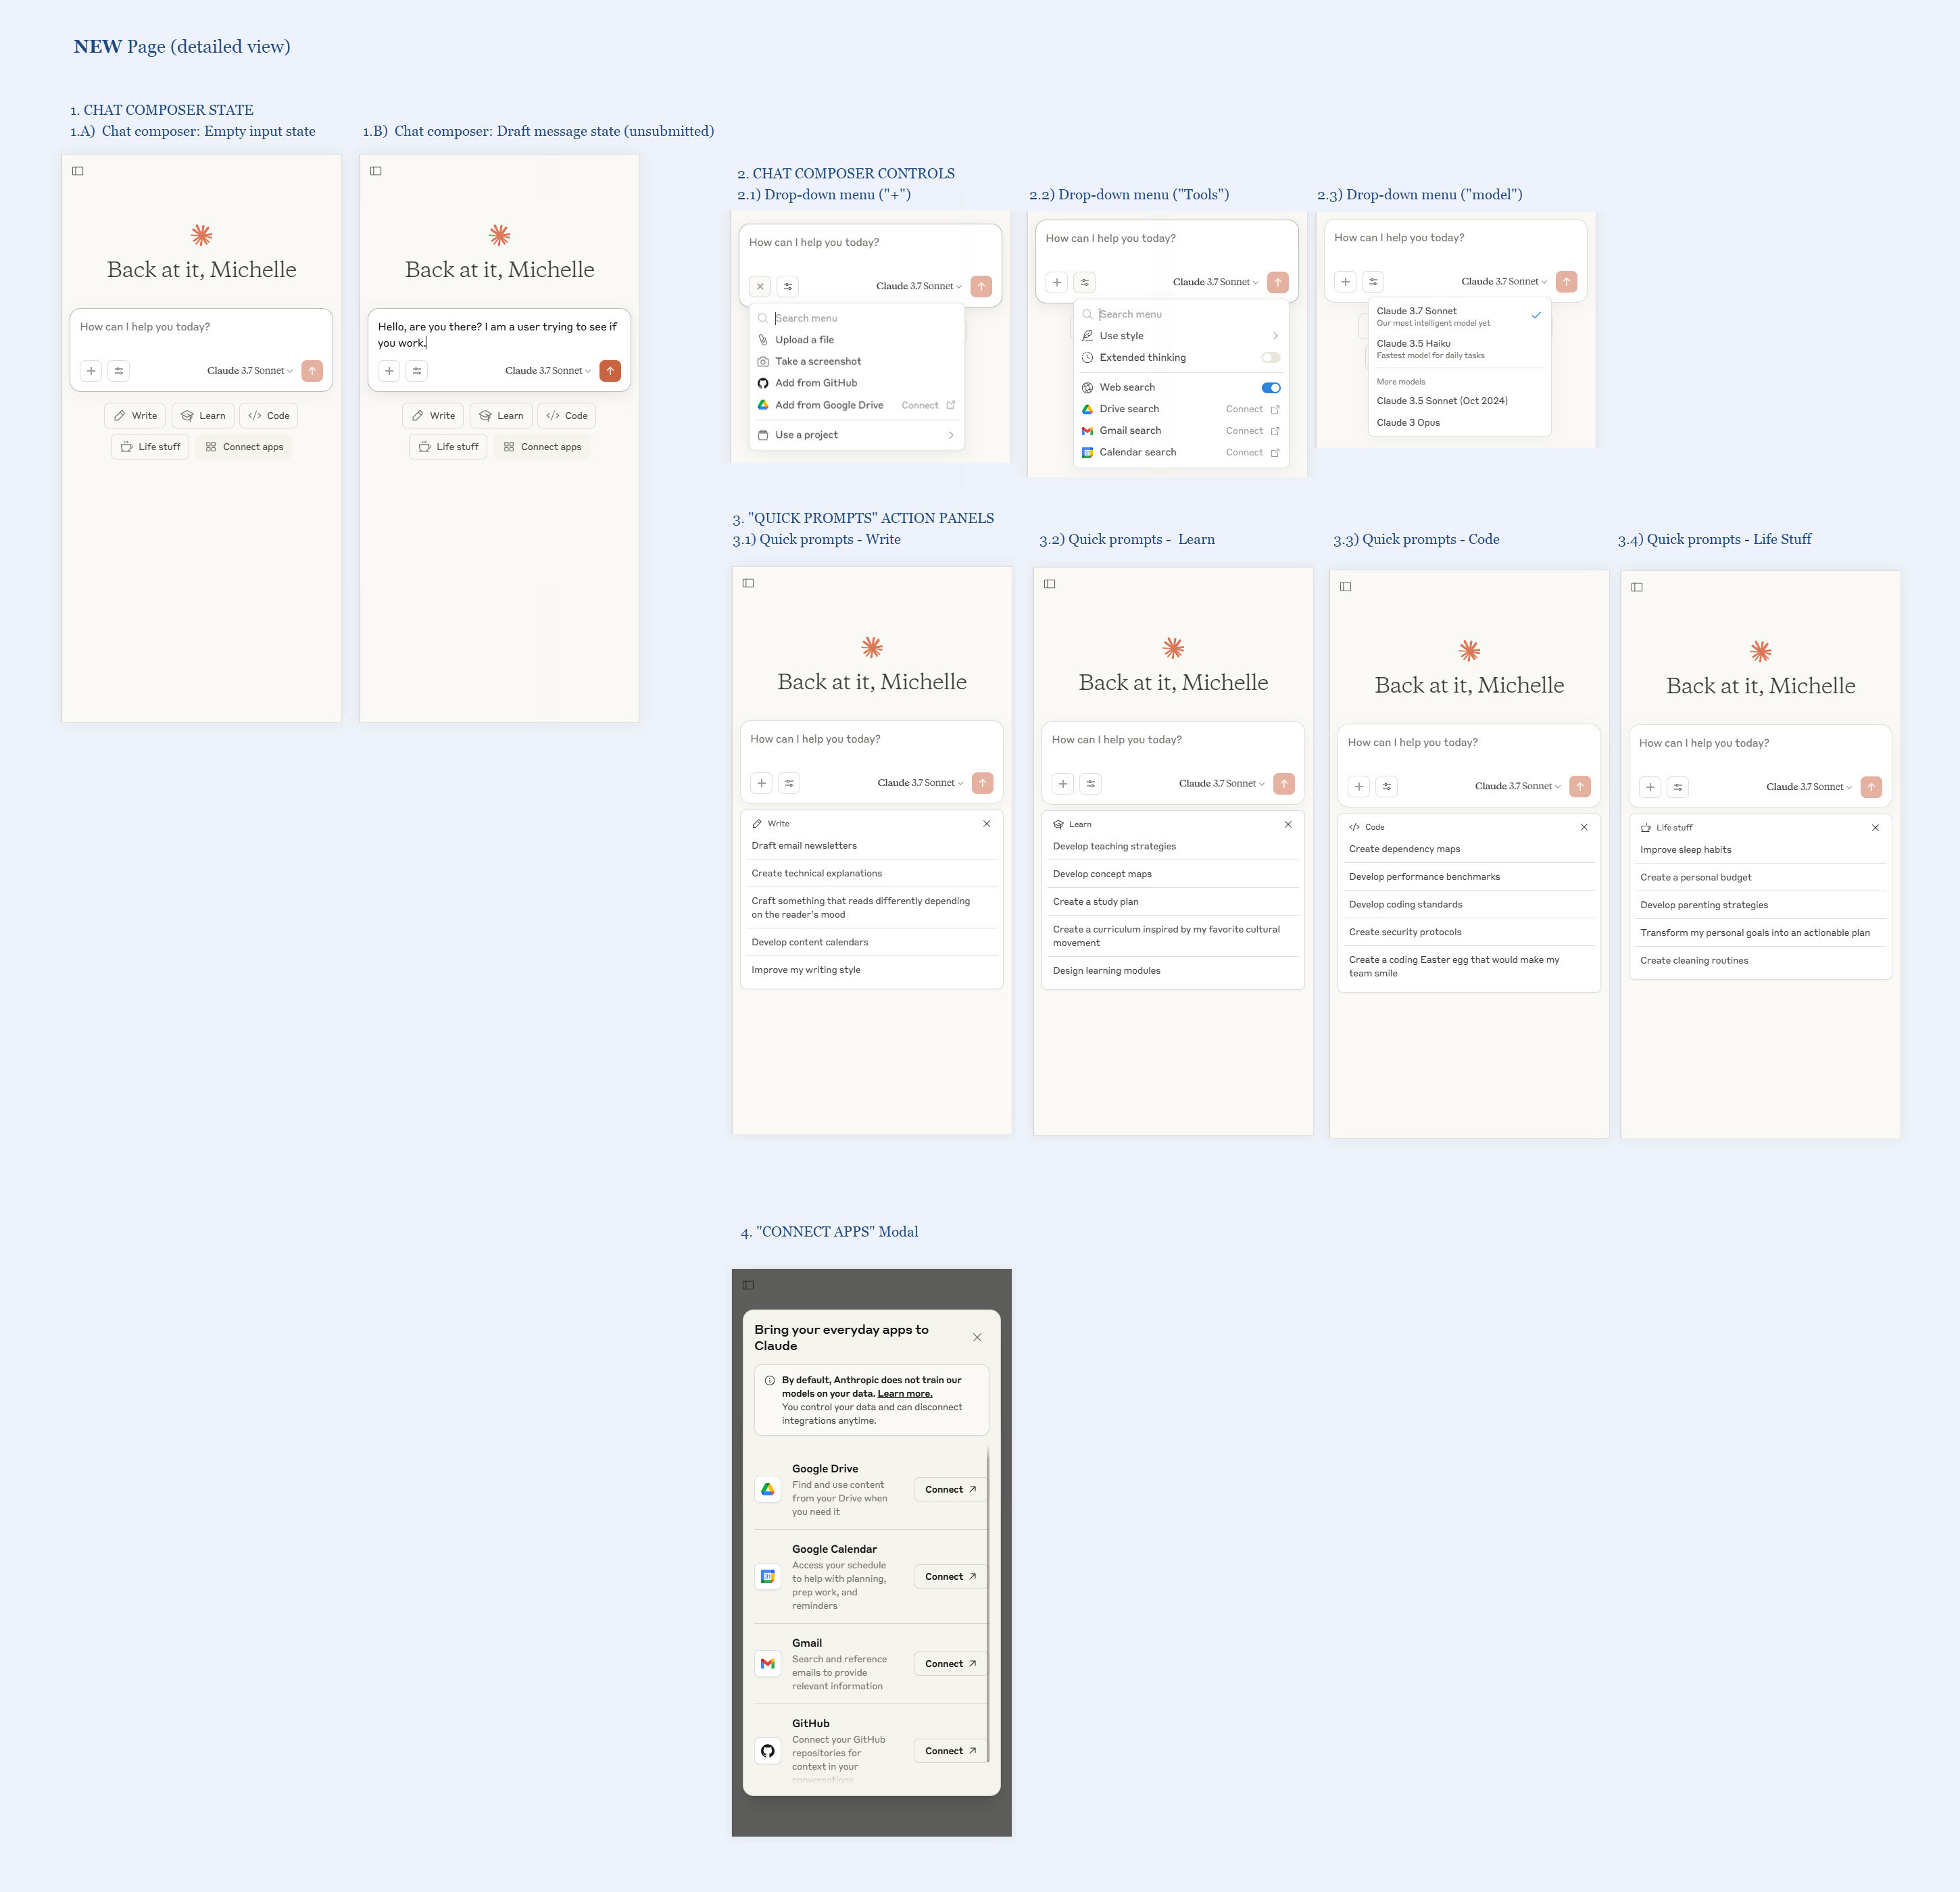 NEW Page (detailed view)
1. CHAT COMPOSER STATE
1.A) Chat composer: Empty input state
Back at it, Michelle
How can I help you today?
Claude 3.7 Sonnet
Write
Learn
Code
Life stuff
Connect apps
1.B) Chat composer: Draft message state (unsubmitted)
Back at it, Michelle
Hello, are you there? I am a user trying to see if
you work.
Claude 3.7 Sonnet
Write
Learn
Code
Life stuff
Connect apps
2. CHAT COMPOSER CONTROLS
2.1) Drop-down menu ("+")
How can I help you today?
Claude 3.7 Sonnet
Search menu
Upload a file
Take a screenshot
Add from GitHub
Add from Google Drive Connect
Use a project
2.2) Drop-down menu ("Tools")
How can I help you today?
Claude 3.7 Sonnet
Search menu
Use style
Extended thinking
Web search
Drive search Connect
Gmail search Connect
Calendar search Connect
2.3) Drop-down menu ("model")
How can I help you today?
Claude 3.7 Sonnet
Claude 3.7 Sonnet
Our most intelligent model yet
Claude 3.5 Haiku
Fastest model for daily tasks
More models
Claude 3.5 Sonnet (Oct 2024)
Claude 3 Opus
3. "QUICK PROMPTS" ACTION PANELS
3.1) Quick prompts - Write
Back at it, Michelle
How can I help you today?
Claude 3.7 Sonnet
Write
Draft email newsletters
Create technical explanations
Craft something that reads differently depending
on the reader's mood
Develop content calendars
Improve my writing style
3.2) Quick prompts - Learn
Back at it, Michelle
How can I help you today?
Claude 3.7 Sonnet
Learn
Develop teaching strategies
Develop concept maps
Create a study plan
Create a curriculum inspired by my favorite cultural
movement
Design learning modules
3.3) Quick prompts - Code
Back at it, Michelle
How can I help you today?
Claude 3.7 Sonnet
Code
Create dependency maps
Develop performance benchmarks
Develop coding standards
Create security protocols
Create a coding Easter egg that would make my
team smile
3.4) Quick prompts - Life Stuff
Back at it, Michelle
How can I help you today?
Claude 3.7 Sonnet
Life stuff
Improve sleep habits
Create a personal budget
Develop parenting strategies
Transform my personal goals into an actionable plan
Create cleaning routines
4. "CONNECT APPS" Modal
Bring your everyday apps to
Claude
By default, Anthropic does not train our
models on your data. Learn more.
You control your data and can disconnect
integrations anytime.
Google Drive
Find and use content
from your Drive when
you need it
Connect
Google Calendar
Access your schedule
to help with planning,
prep work, and
reminders
Connect
Gmail
Search and reference
emails to provide
relevant information
Connect
GitHub
Connect your GitHub
repositories for
context in your
conversations
Connect